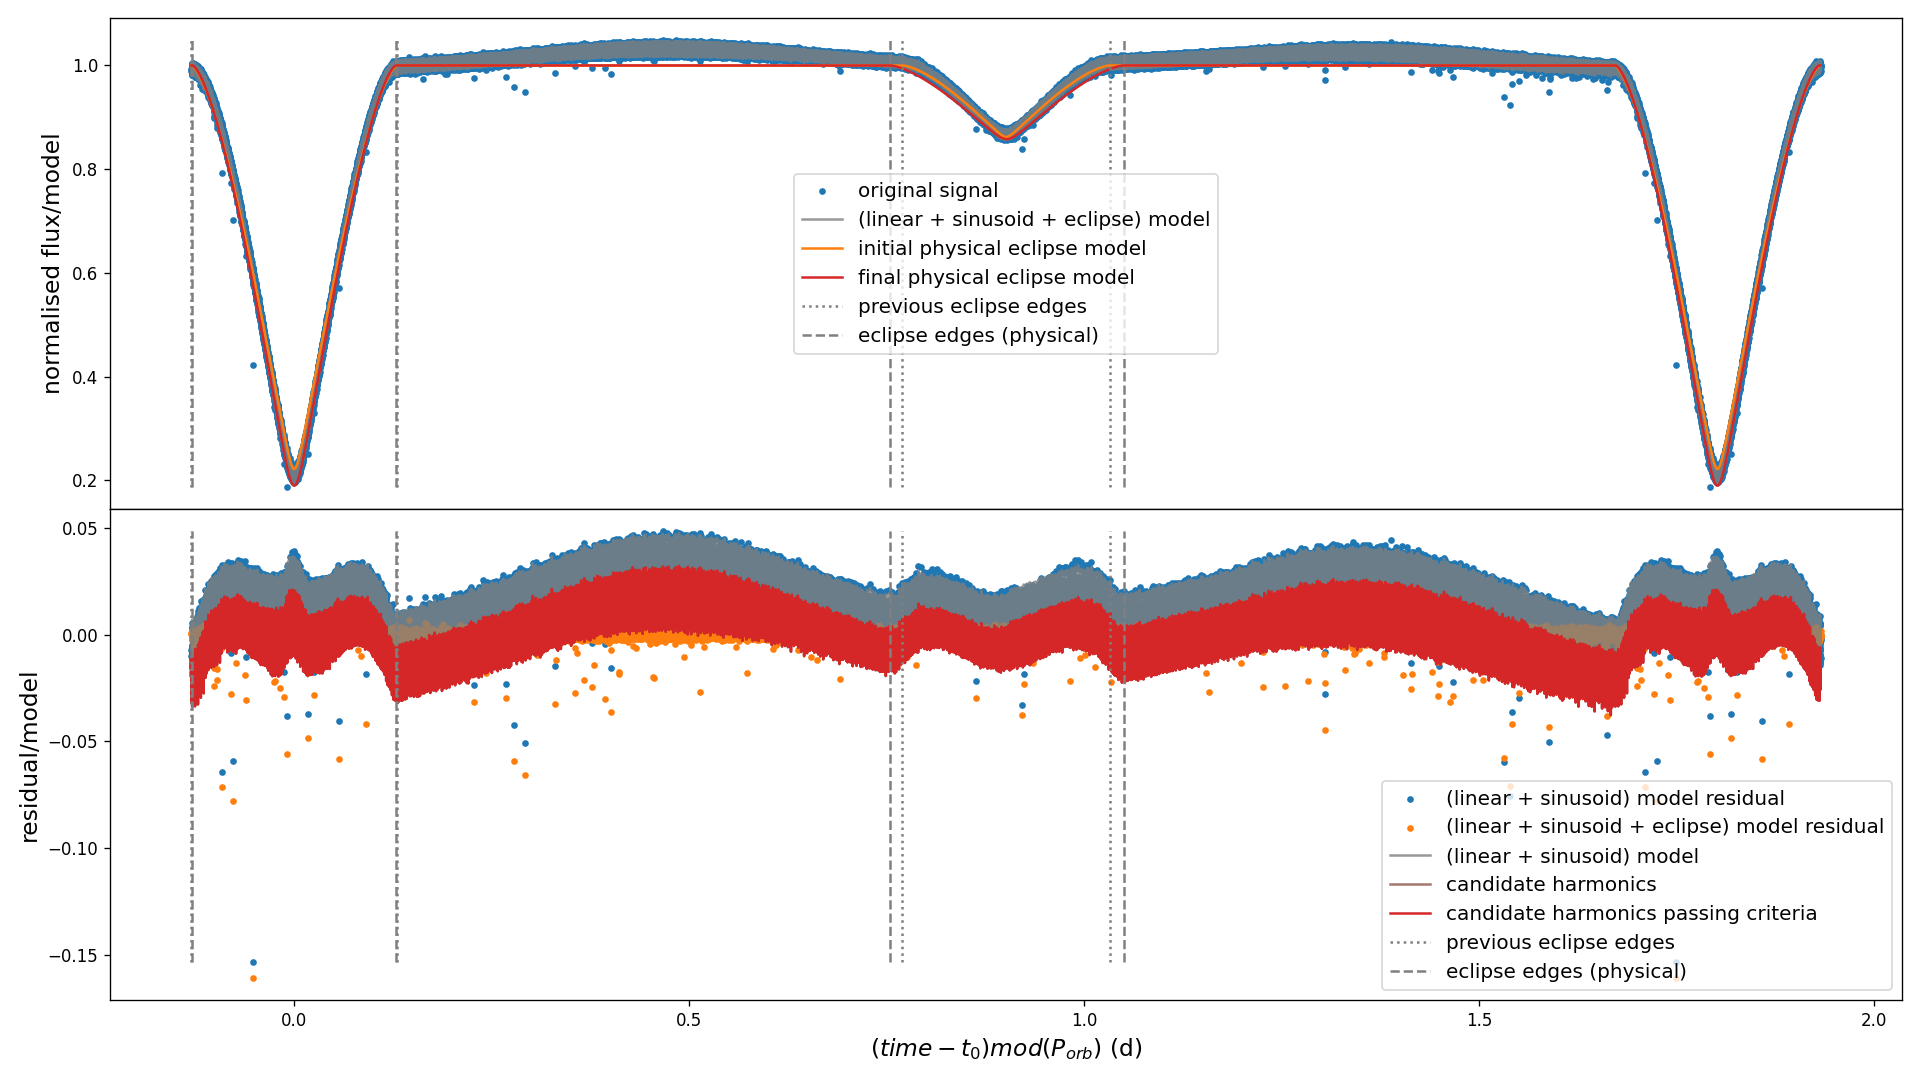 normalised flux/model
1.0
0.8
0.6
0.4
0.2
original signal
(linear + sinusoid + eclipse) model
initial physical eclipse model
final physical eclipse model
previous eclipse edges
eclipse edges (physical)
residual/model
0.05
0.00
−0.05
−0.10
−0.15
(linear + sinusoid) model residual
(linear + sinusoid + eclipse) model residual
(linear + sinusoid) model
candidate harmonics
candidate harmonics passing criteria
previous eclipse edges
eclipse edges (physical)
0.0 0.5 1.0 1.5 2.0
(time − t₀)mod(P_orb) (d)